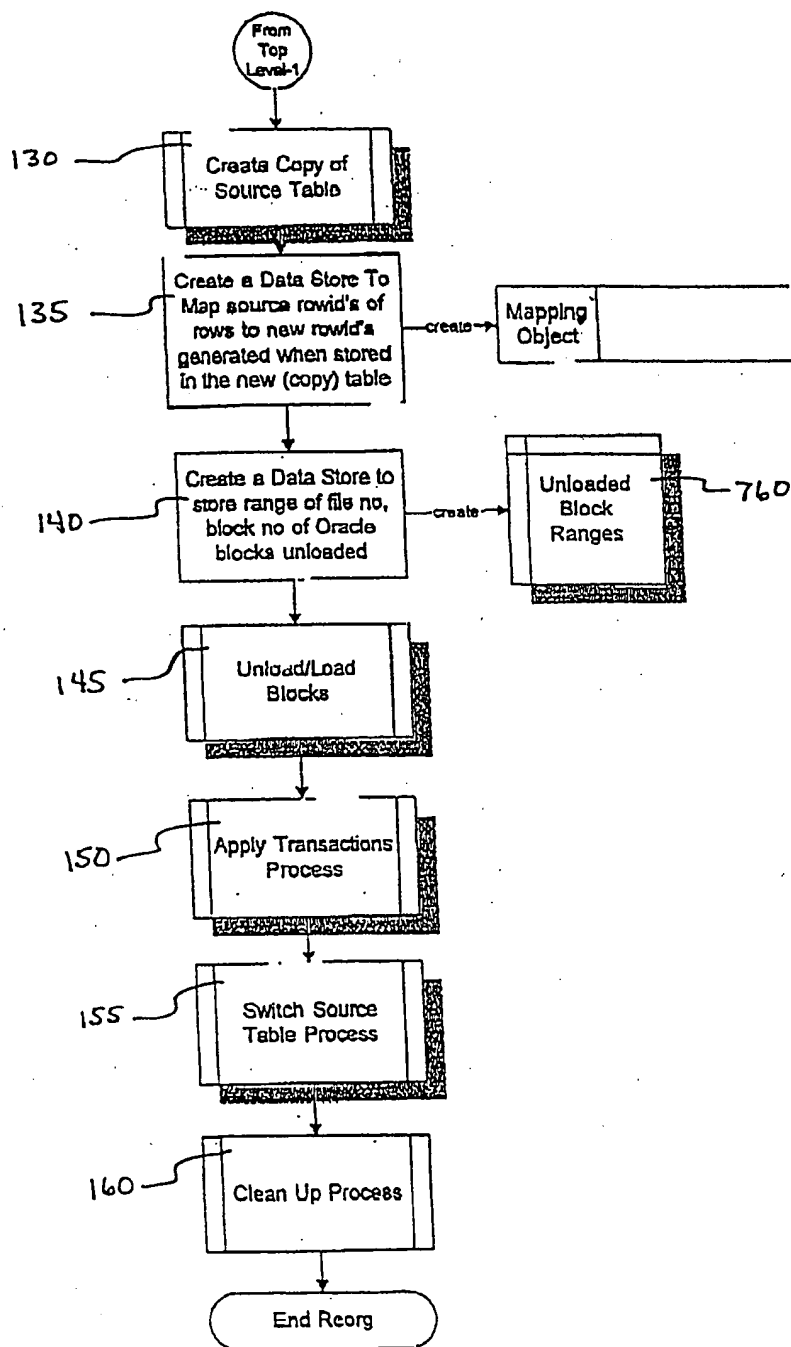 From
Top
Level-1
130
Create Copy of
Source Table
135
Create a Data Store To
Map source rowid's of
rows to new rowid's
generated when stored
in the new (copy) table
create
Mapping
Object
140
Create a Data Store to
store range of file no,
block no of Oracle
blocks unloaded
create
Unloaded
Block
Ranges
760
145
Unload/Load
Blocks
150
Apply Transactions
Process
155
Switch Source
Table Process
160
Clean Up Process
End Reorg